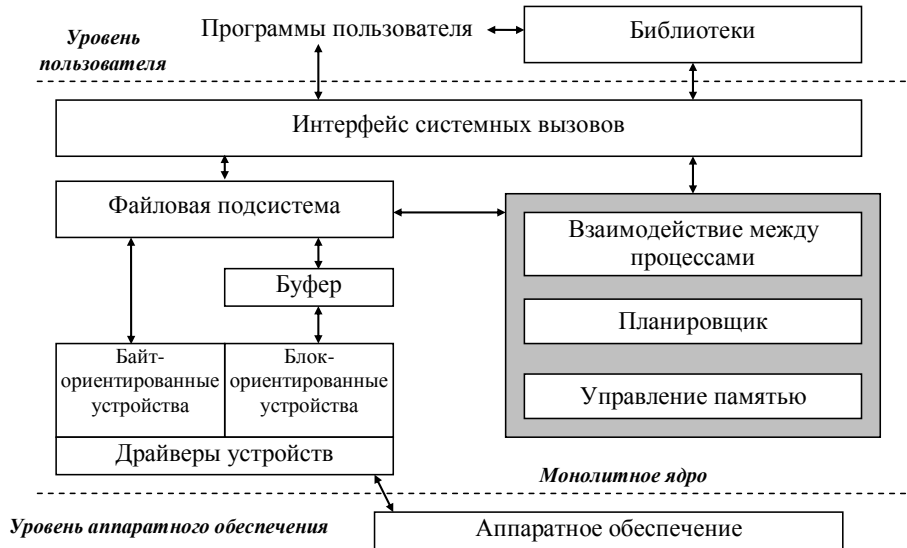 Уровень
пользователя
Программы пользователя
Библиотеки
Интерфейс системных вызовов
Файловая подсистема
Взаимодействие между
процессами
Буфер
Планировщик
Байт-
ориентированные
устройства
Блок-
ориентированные
устройства
Управление памятью
Драйверы устройств
Монолитное ядро
Уровень аппаратного обеспечения
Аппаратное обеспечение